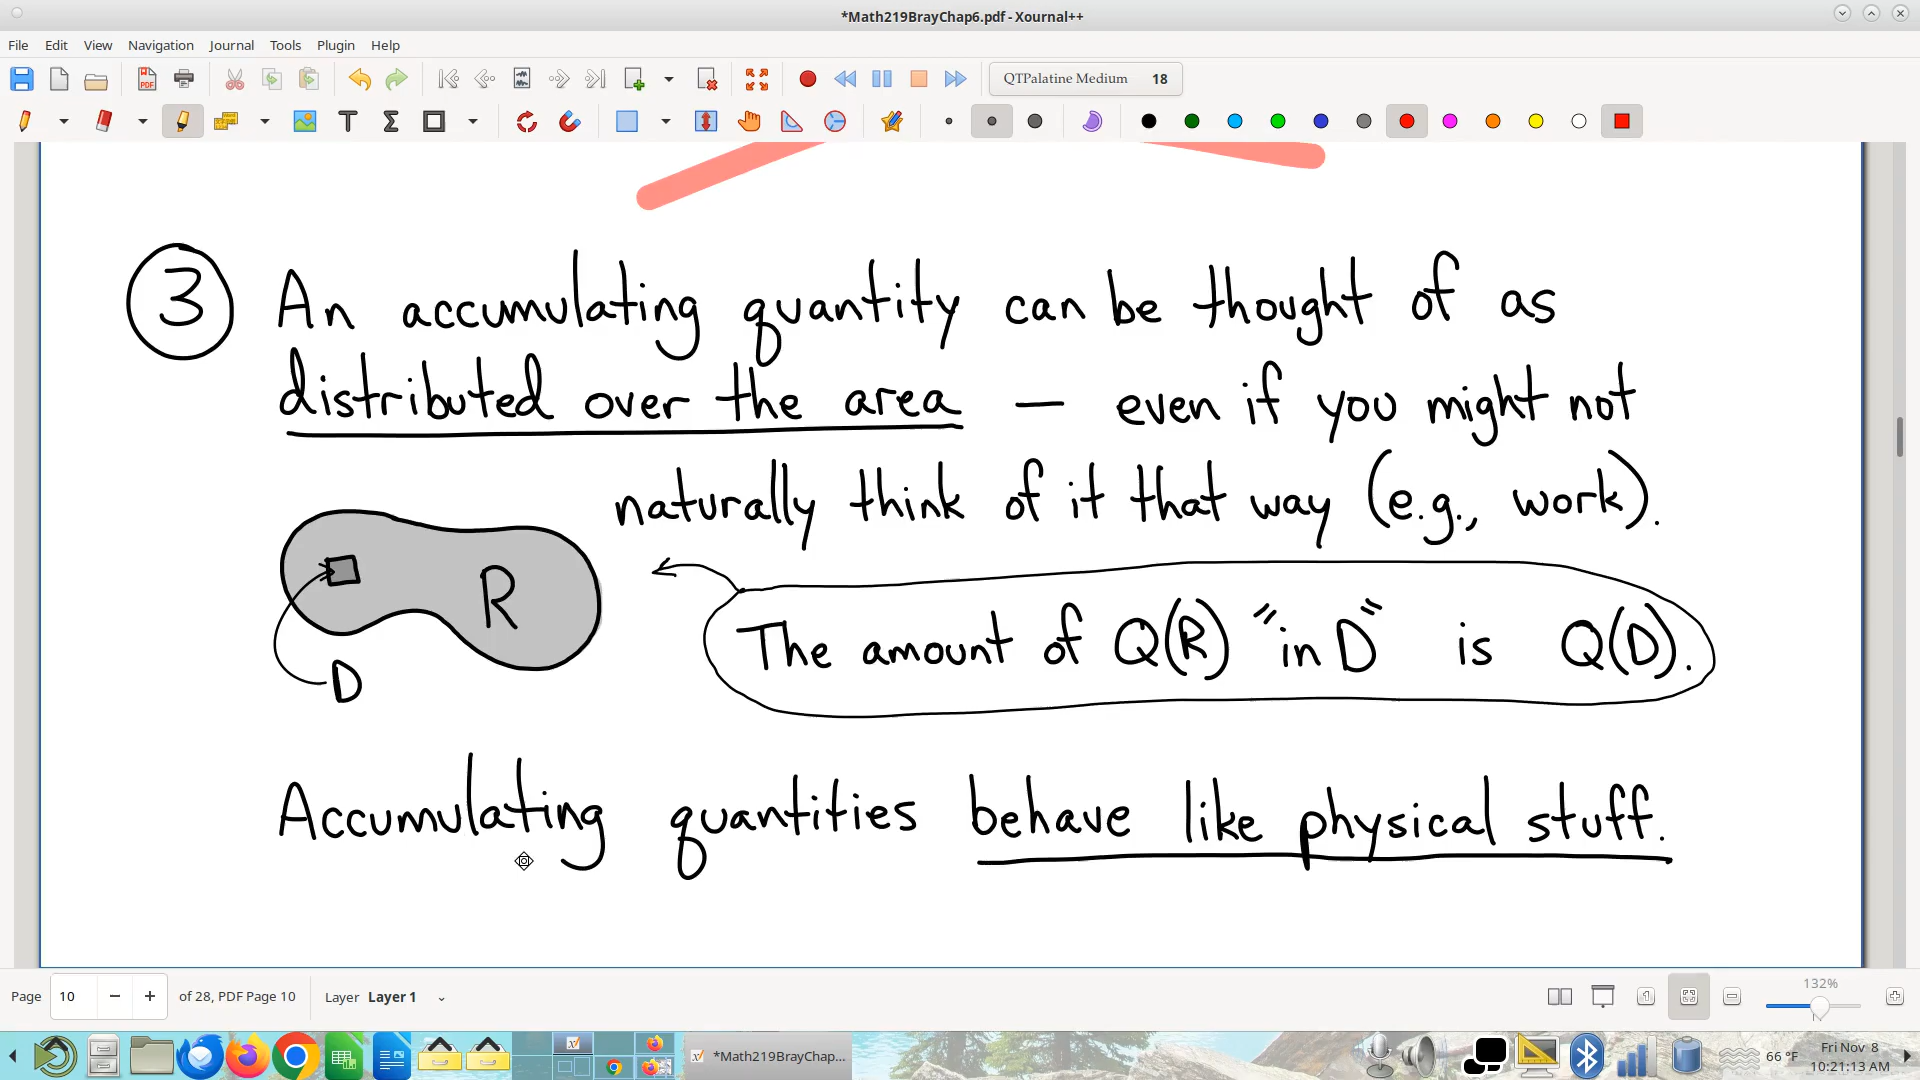 *Math219BrayChap6.pdf - Xournal++
File Edit View Navigation Journal Tools Plugin Help
QTPalatine Medium 18
③ An accumulating quantity can be thought of as
distributed over the area — even if you might not
naturally think of it that way (e.g., work).
R
D
The amount of Q(R) "in D" is Q(D).
Accumulating quantities behave like physical stuff.
Page 10 of 28, PDF Page 10 Layer Layer 1
132%
*Math219BrayChap...
66 °F
Fri Nov 8
10:21:13 AM